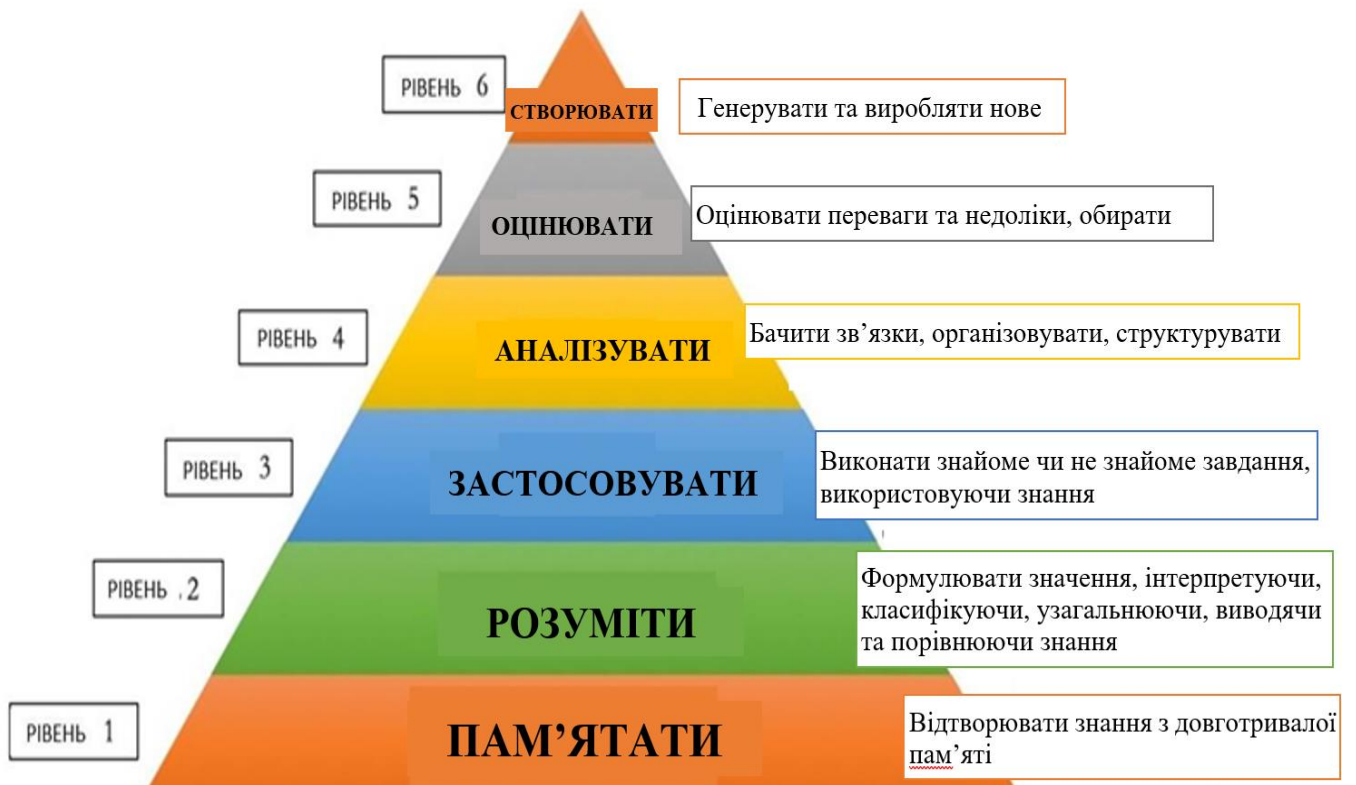 РІВЕНЬ 6
СТВОРЮВАТИ
Генерувати та виробляти нове
РІВЕНЬ 5
ОЦІНЮВАТИ
Оцінювати переваги та недоліки, обирати
РІВЕНЬ 4
АНАЛІЗУВАТИ
Бачити зв’язки, організовувати, структурувати
РІВЕНЬ 3
ЗАСТОСОВУВАТИ
Виконати знайоме чи не знайоме завдання,
використовуючи знання
РІВЕНЬ .2
РОЗУМІТИ
Формулювати значення, інтерпретуючи,
класифікуючи, узагальнюючи, виводячи
та порівнюючи знання
РІВЕНЬ 1
ПАМ’ЯТАТИ
Відтворювати знання з довготривалої
пам’яті